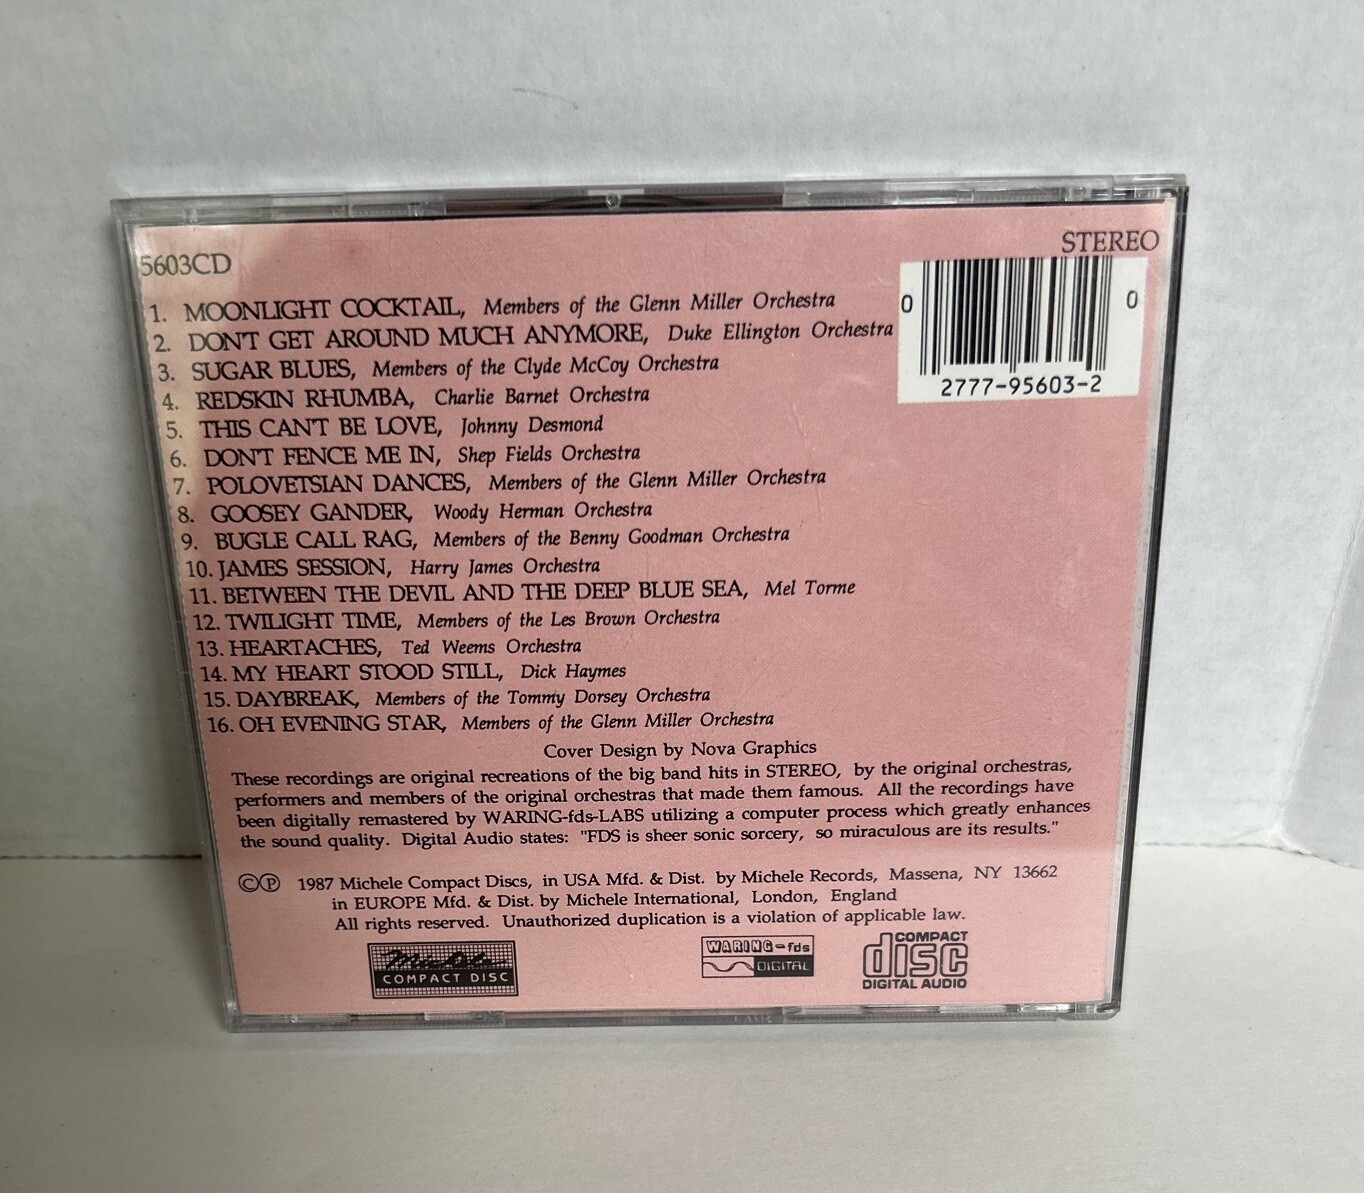 5603CD
STEREO
0 2777-95603-2 0
1. MOONLIGHT COCKTAIL, Members of the Glenn Miller Orchestra
2. DON'T GET AROUND MUCH ANYMORE, Duke Ellington Orchestra
3. SUGAR BLUES, Members of the Clyde McCoy Orchestra
4. REDSKIN RHUMBA, Charlie Barnet Orchestra
5. THIS CAN'T BE LOVE, Johnny Desmond
6. DON'T FENCE ME IN, Shep Fields Orchestra
7. POLOVETSIAN DANCES, Members of the Glenn Miller Orchestra
8. GOOSEY GANDER, Woody Herman Orchestra
9. BUGLE CALL RAG, Members of the Benny Goodman Orchestra
10. JAMES SESSION, Harry James Orchestra
11. BETWEEN THE DEVIL AND THE DEEP BLUE SEA, Mel Torme
12. TWILIGHT TIME, Members of the Les Brown Orchestra
13. HEARTACHES, Ted Weems Orchestra
14. MY HEART STOOD STILL, Dick Haymes
15. DAYBREAK, Members of the Tommy Dorsey Orchestra
16. OH EVENING STAR, Members of the Glenn Miller Orchestra
Cover Design by Nova Graphics
These recordings are original recreations of the big band hits in STEREO, by the original orchestras,
performers and members of the original orchestras that made them famous. All the recordings have
been digitally remastered by WARING-fds-LABS utilizing a computer process which greatly enhances
the sound quality. Digital Audio states: "FDS is sheer sonic sorcery, so miraculous are its results."
©℗ 1987 Michele Compact Discs, in USA Mfd. & Dist. by Michele Records, Massena, NY 13662
in EUROPE Mfd. & Dist. by Michele International, London, England
All rights reserved. Unauthorized duplication is a violation of applicable law.
Michele
COMPACT DISC
WARING-fds
DIGITAL
COMPACT
disc
DIGITAL AUDIO